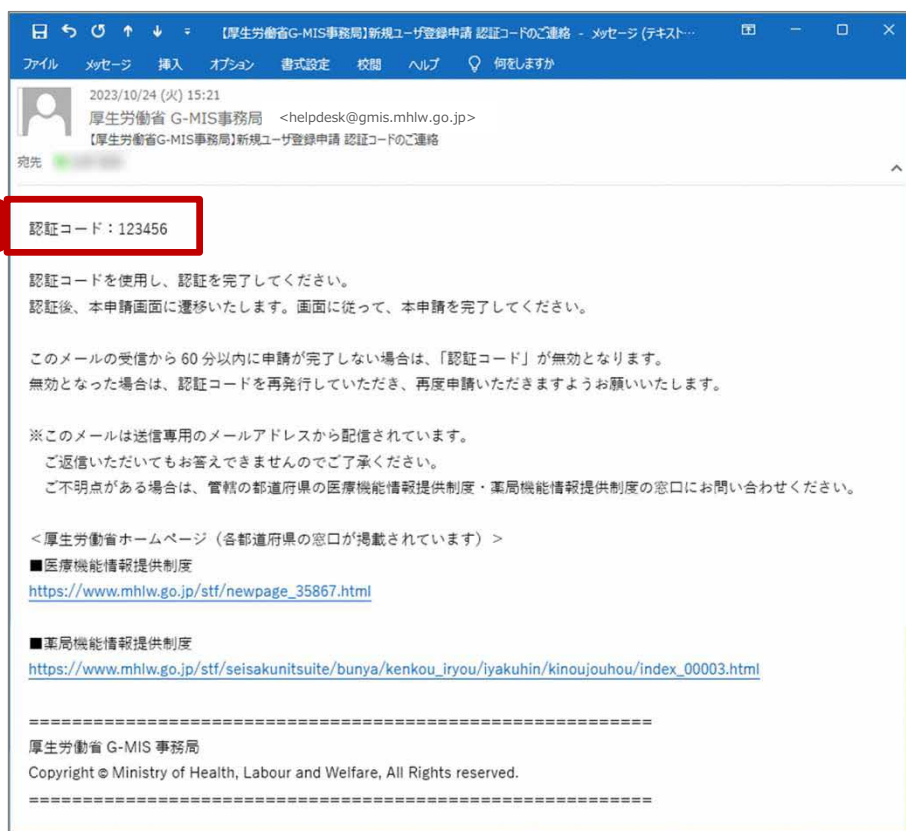 【厚生労働省G-MIS事務局】新規ユーザ登録申請 認証コードのご連絡 - メッセージ (テキスト…
ファイル メッセージ 挿入 オプション 書式設定 校閲 ヘルプ 何をしますか
2023/10/24 (火) 15:21
厚生労働省 G-MIS事務局 <helpdesk@gmis.mhlw.go.jp>
【厚生労働省G-MIS事務局】新規ユーザ登録申請 認証コードのご連絡
宛先
認証コード：123456
認証コードを使用し、認証を完了してください。
認証後、本申請画面に遷移いたします。画面に従って、本申請を完了してください。
このメールの受信から 60 分以内に申請が完了しない場合は、「認証コード」が無効となります。
無効となった場合は、認証コードを再発行していただき、再度申請いただきますようお願いいたします。
※このメールは送信専用のメールアドレスから配信されています。
ご返信いただいてもお答えできませんのでご了承ください。
ご不明点がある場合は、管轄の都道府県の医療機能情報提供制度・薬局機能情報提供制度の窓口にお問い合わせください。
＜厚生労働省ホームページ（各都道府県の窓口が掲載されています）＞
■医療機能情報提供制度
https://www.mhlw.go.jp/stf/newpage_35867.html
■薬局機能情報提供制度
https://www.mhlw.go.jp/stf/seisakunitsuite/bunya/kenkou_iryou/iyakuhin/kinoujouhou/index_00003.html
==========================================================
厚生労働省 G-MIS 事務局
Copyright © Ministry of Health, Labour and Welfare, All Rights reserved.
==========================================================